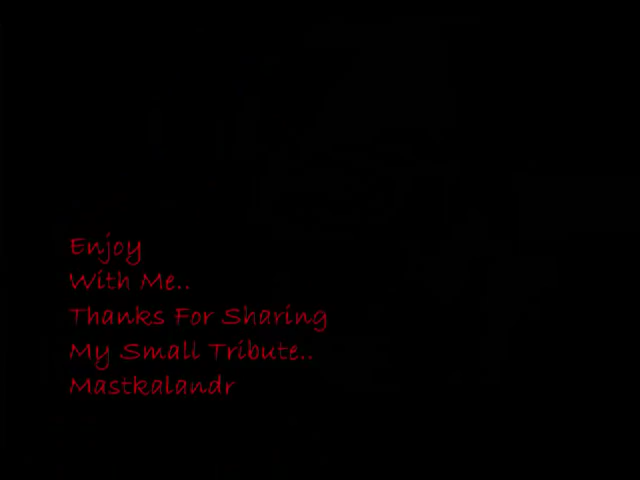 Enjoy
With Me..
Thanks For Sharing
My Small Tribute..
Mastkalandr